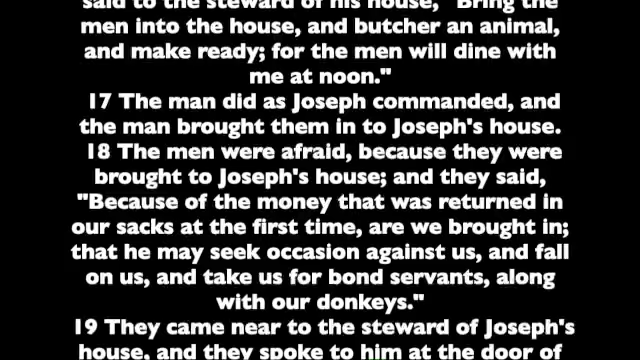 said to the steward of his house, "Bring the
men into the house, and butcher an animal,
and make ready; for the men will dine with
me at noon."
17 The man did as Joseph commanded, and
the man brought them in to Joseph's house.
18 The men were afraid, because they were
brought to Joseph's house; and they said,
"Because of the money that was returned in
our sacks at the first time, are we brought in;
that he may seek occasion against us, and fall
on us, and take us for bond servants, along
with our donkeys."
19 They came near to the steward of Joseph's
house, and they spoke to him at the door of